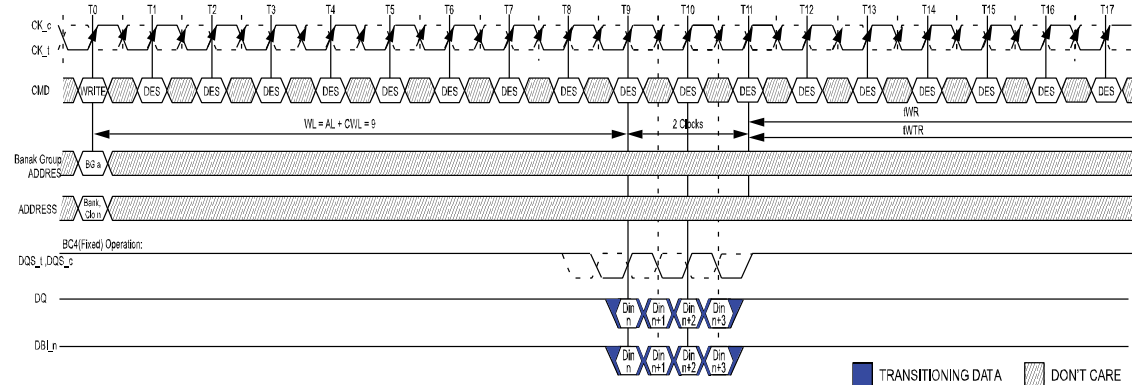 T0 T1 T2 T3 T4 T5 T6 T7 T8 T9 T10 T11 T12 T13 T14 T15 T16 T17
CK_c
CK_t
CMD WRITE DES DES DES DES DES DES DES DES DES DES DES DES DES DES DES DES DES
tWR
WL = AL + CWL = 9 2 Clocks
tWTR
Banak Group
ADDRES
BG a
ADDRESS
Bank,
Clo n
BC4(Fixed) Operation:
DQS_t ,DQS_c
DQ
Din n Din n+1 Din n+2 Din n+3
DBI_n
Din n Din n+1 Din n+2 Din n+3
TRANSITIONING DATA DON'T CARE